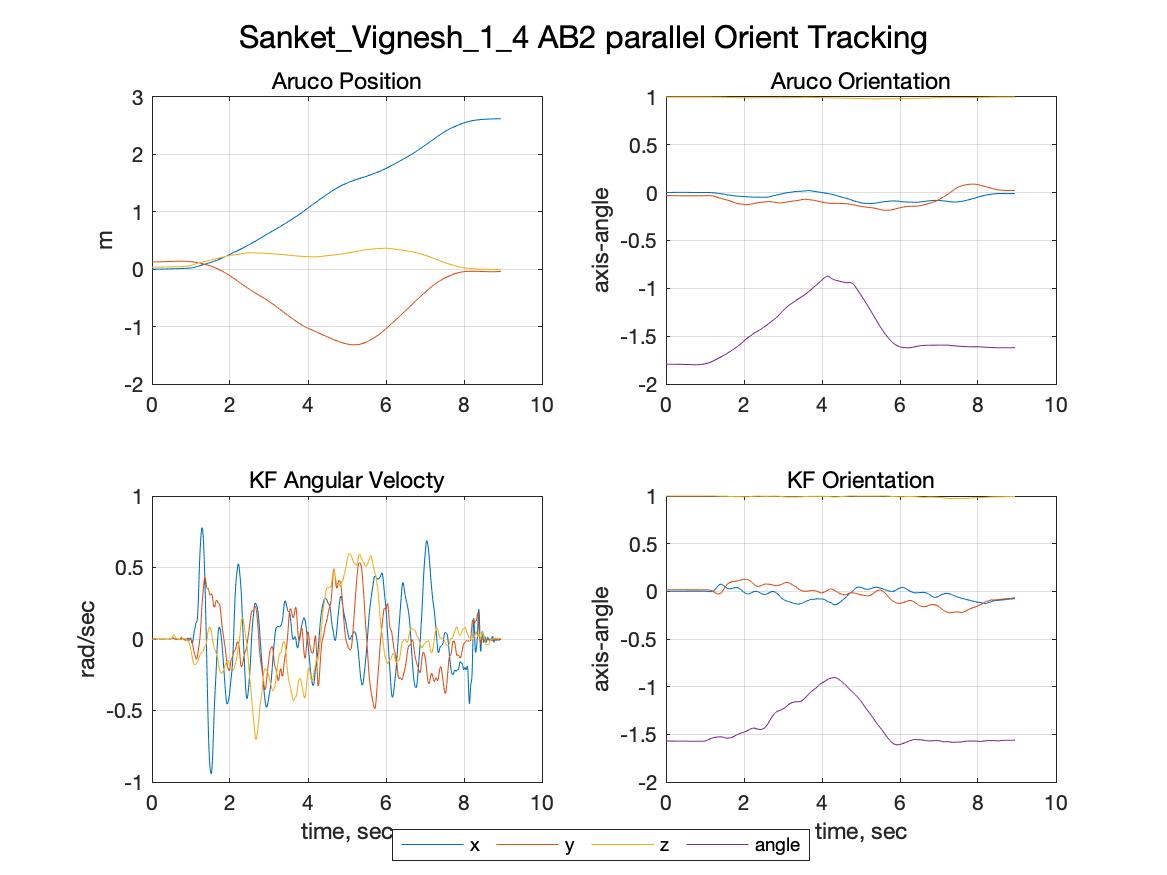 Sanket_Vignesh_1_4 AB2 parallel Orient Tracking
Aruco Position
3
2
1
0
-1
-2
m
0 2 4 6 8 10
Aruco Orientation
1
0.5
0
-0.5
-1
-1.5
-2
axis-angle
0 2 4 6 8 10
KF Angular Velocty
1
0.5
0
-0.5
-1
rad/sec
0 2 4 6 8 10
time, sec
KF Orientation
1
0.5
0
-0.5
-1
-1.5
-2
axis-angle
0 2 4 6 8 10
time, sec
x y z angle